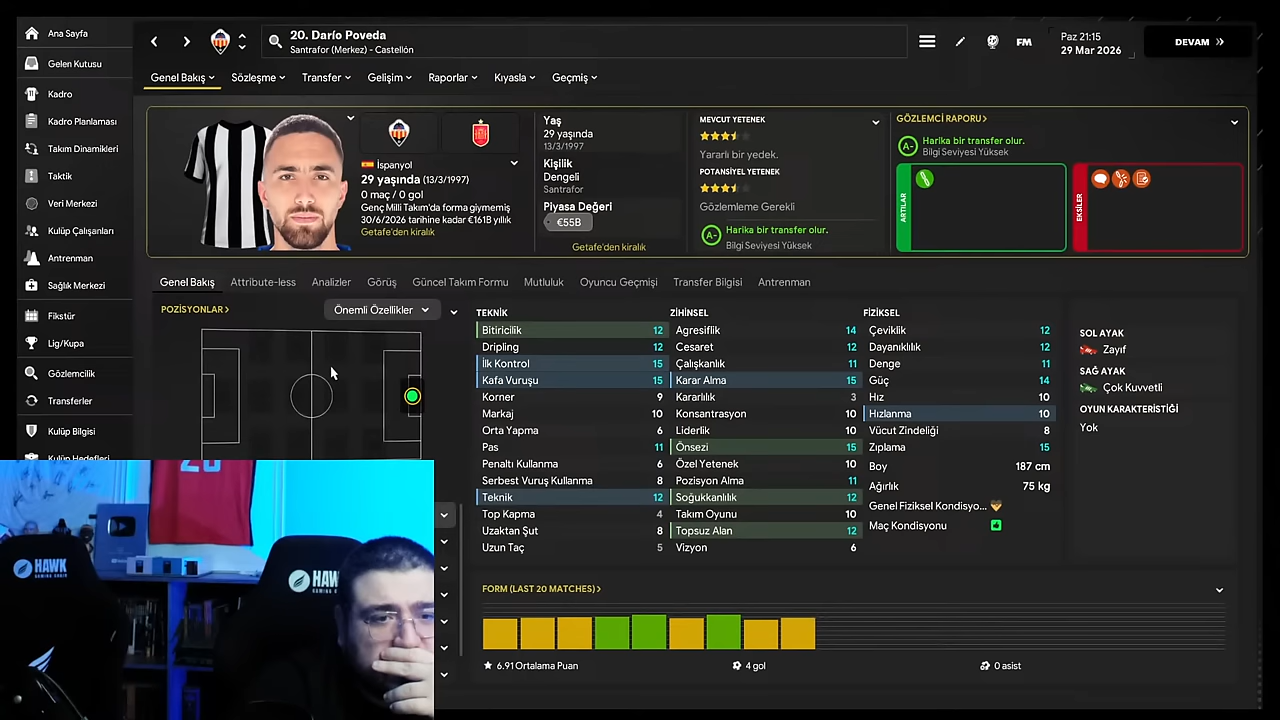 Ana Sayfa
Gelen Kutusu
Kadro
Kadro Planlaması
Takım Dinamikleri
Taktik
Veri Merkezi
Kulüp Çalışanları
Antrenman
Sağlık Merkezi
Fikstür
Lig/Kupa
Gözlemcilik
Transferler
Kulüp Bilgisi
Kulüp Hedefleri
20. Darío Poveda
Santrafor (Merkez) - Castellón
FM
Paz 21:15
29 Mar 2026
DEVAM
Genel Bakış
Sözleşme
Transfer
Gelişim
Raporlar
Kıyasla
Geçmiş
İspanyol
29 yaşında (13/3/1997)
0 maç / 0 gol
Genç Milli Takım'da forma giymemiş
30/6/2026 tarihine kadar €161B yıllık
Getafe'den kiralık
Yaş
29 yaşında
13/3/1997
Kişilik
Dengeli
Santrafor
Piyasa Değeri
€55B
Getafe'den kiralık
MEVCUT YETENEK
Yararlı bir yedek.
POTANSİYEL YETENEK
Gözlemleme Gerekli
A-
Harika bir transfer olur.
Bilgi Seviyesi Yüksek
GÖZLEMCİ RAPORU
A-
Harika bir transfer olur.
Bilgi Seviyesi Yüksek
ARTILAR
EKSİLER
Genel Bakış
Attribute-less
Analizler
Görüş
Güncel Takım Formu
Mutluluk
Oyuncu Geçmişi
Transfer Bilgisi
Antrenman
POZİSYONLAR
Önemli Özellikler
TEKNİK
Bitiricilik 12
Dripling 12
İlk Kontrol 15
Kafa Vuruşu 15
Korner 9
Markaj 10
Orta Yapma 6
Pas 11
Penaltı Kullanma 6
Serbest Vuruş Kullanma 8
Teknik 12
Top Kapma 4
Uzaktan Şut 8
Uzun Taç 5
ZİHİNSEL
Agresiflik 14
Cesaret 12
Çalışkanlık 11
Karar Alma 15
Kararlılık 3
Konsantrasyon 10
Liderlik 10
Önsezi 15
Özel Yetenek 10
Pozisyon Alma 11
Soğukkanlılık 12
Takım Oyunu 10
Topsuz Alan 12
Vizyon 6
FİZİKSEL
Çeviklik 12
Dayanıklılık 12
Denge 11
Güç 14
Hız 10
Hızlanma 10
Vücut Zindeliği 8
Zıplama 15
Boy 187 cm
Ağırlık 75 kg
Genel Fiziksel Kondisyo...
Maç Kondisyonu
SOL AYAK
Zayıf
SAĞ AYAK
Çok Kuvvetli
OYUN KARAKTERİSTİĞİ
Yok
FORM (LAST 20 MATCHES)
6.91 Ortalama Puan
4 gol
0 asist
HAWK
HAWK